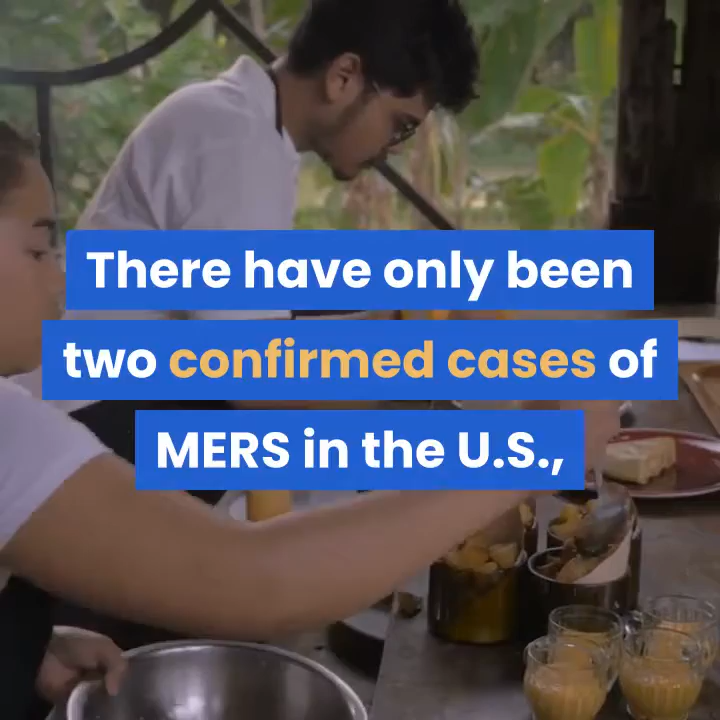 There have only been
two confirmed cases of
MERS in the U.S.,